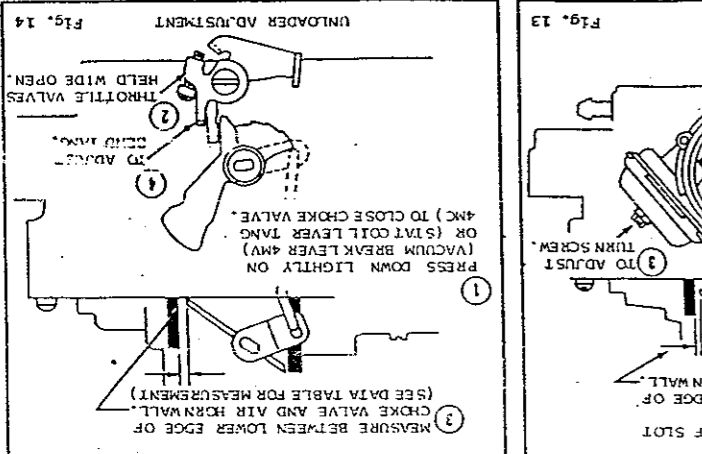 ③ MEASURE BETWEEN LOWER EDGE OF
CHOKE VALVE AND AIR HORN WALL.
(SEE DATA TABLE FOR MEASUREMENT)
①
PRESS DOWN LIGHTLY ON
(VACUUM BREAK LEVER 4MV)
OR (STAT COIL LEVER TANG
4MC) TO CLOSE CHOKE VALVE.
④
TO ADJUST
BEND TANG.
②
THROTTLE VALVES
HELD WIDE OPEN.
UNLOADER ADJUSTMENT
Fig. 14
F SLOT
EDGE OF
WALL.
③ TO ADJUST
TURN SCREW.
Fig. 13